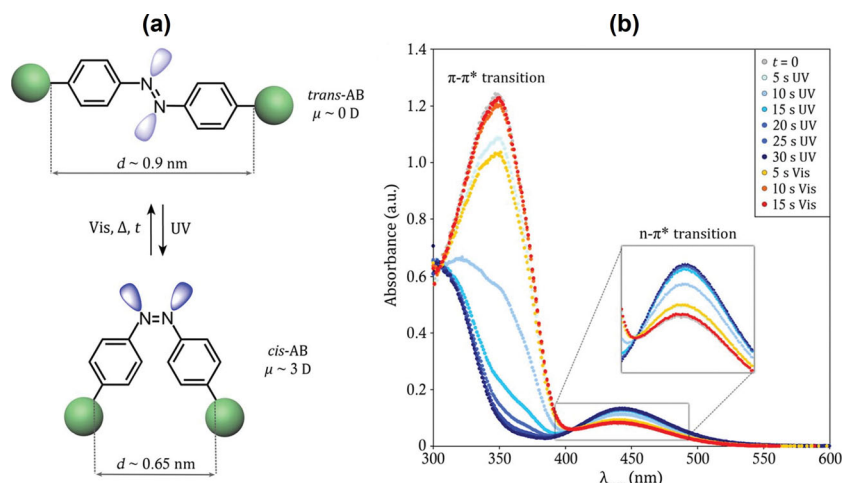 (a)
trans-AB
μ ~ 0 D
N
N
d ~ 0.9 nm
Vis, Δ, t
UV
N=N
cis-AB
μ ~ 3 D
d ~ 0.65 nm
(b)
1.4
1.2
1.0
0.8
0.6
0.4
0.2
0
Absorbance (a.u.)
π-π* transition
n-π* transition
t = 0
5 s UV
10 s UV
15 s UV
20 s UV
25 s UV
30 s UV
5 s Vis
10 s Vis
15 s Vis
300 350 400 450 500 550 600
λ (nm)